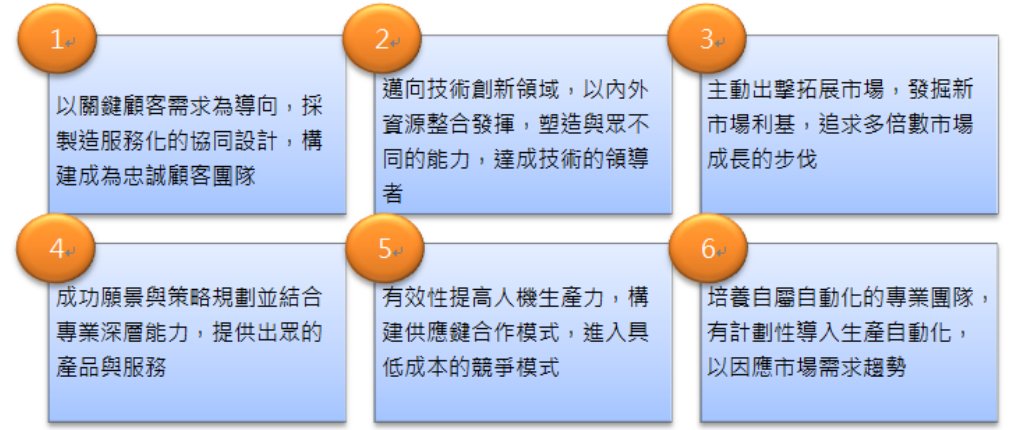 1
以關鍵顧客需求為導向，採
製造服務化的協同設計，構
建成為忠誠顧客團隊
2
邁向技術創新領域，以內外
資源整合發揮，塑造與眾不
同的能力，達成技術的領導
者
3
主動出擊拓展市場，發掘新
市場利基，追求多倍數市場
成長的步伐
4
成功願景與策略規劃並結合
專業深層能力，提供出眾的
產品與服務
5
有效性提高人機生產力，構
建供應鍵合作模式，進入具
低成本的競爭模式
6
培養自屬自動化的專業團隊，
有計劃性導入生產自動化，
以因應市場需求趨勢